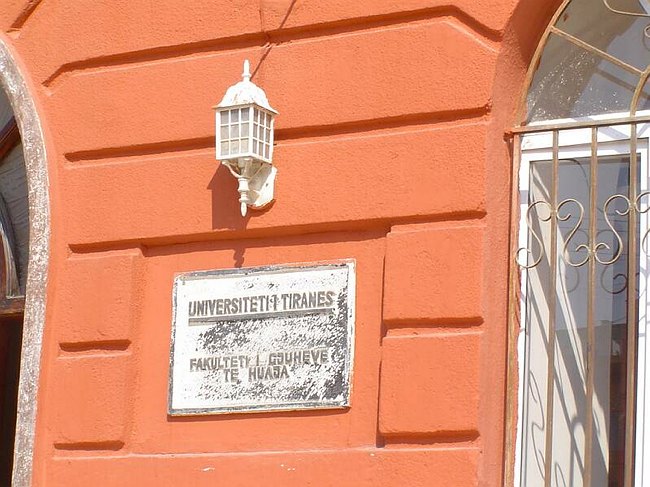 UNIVERSITETI I TIRANES
FAKULTETI I GJUHEVE
TE HUAJA